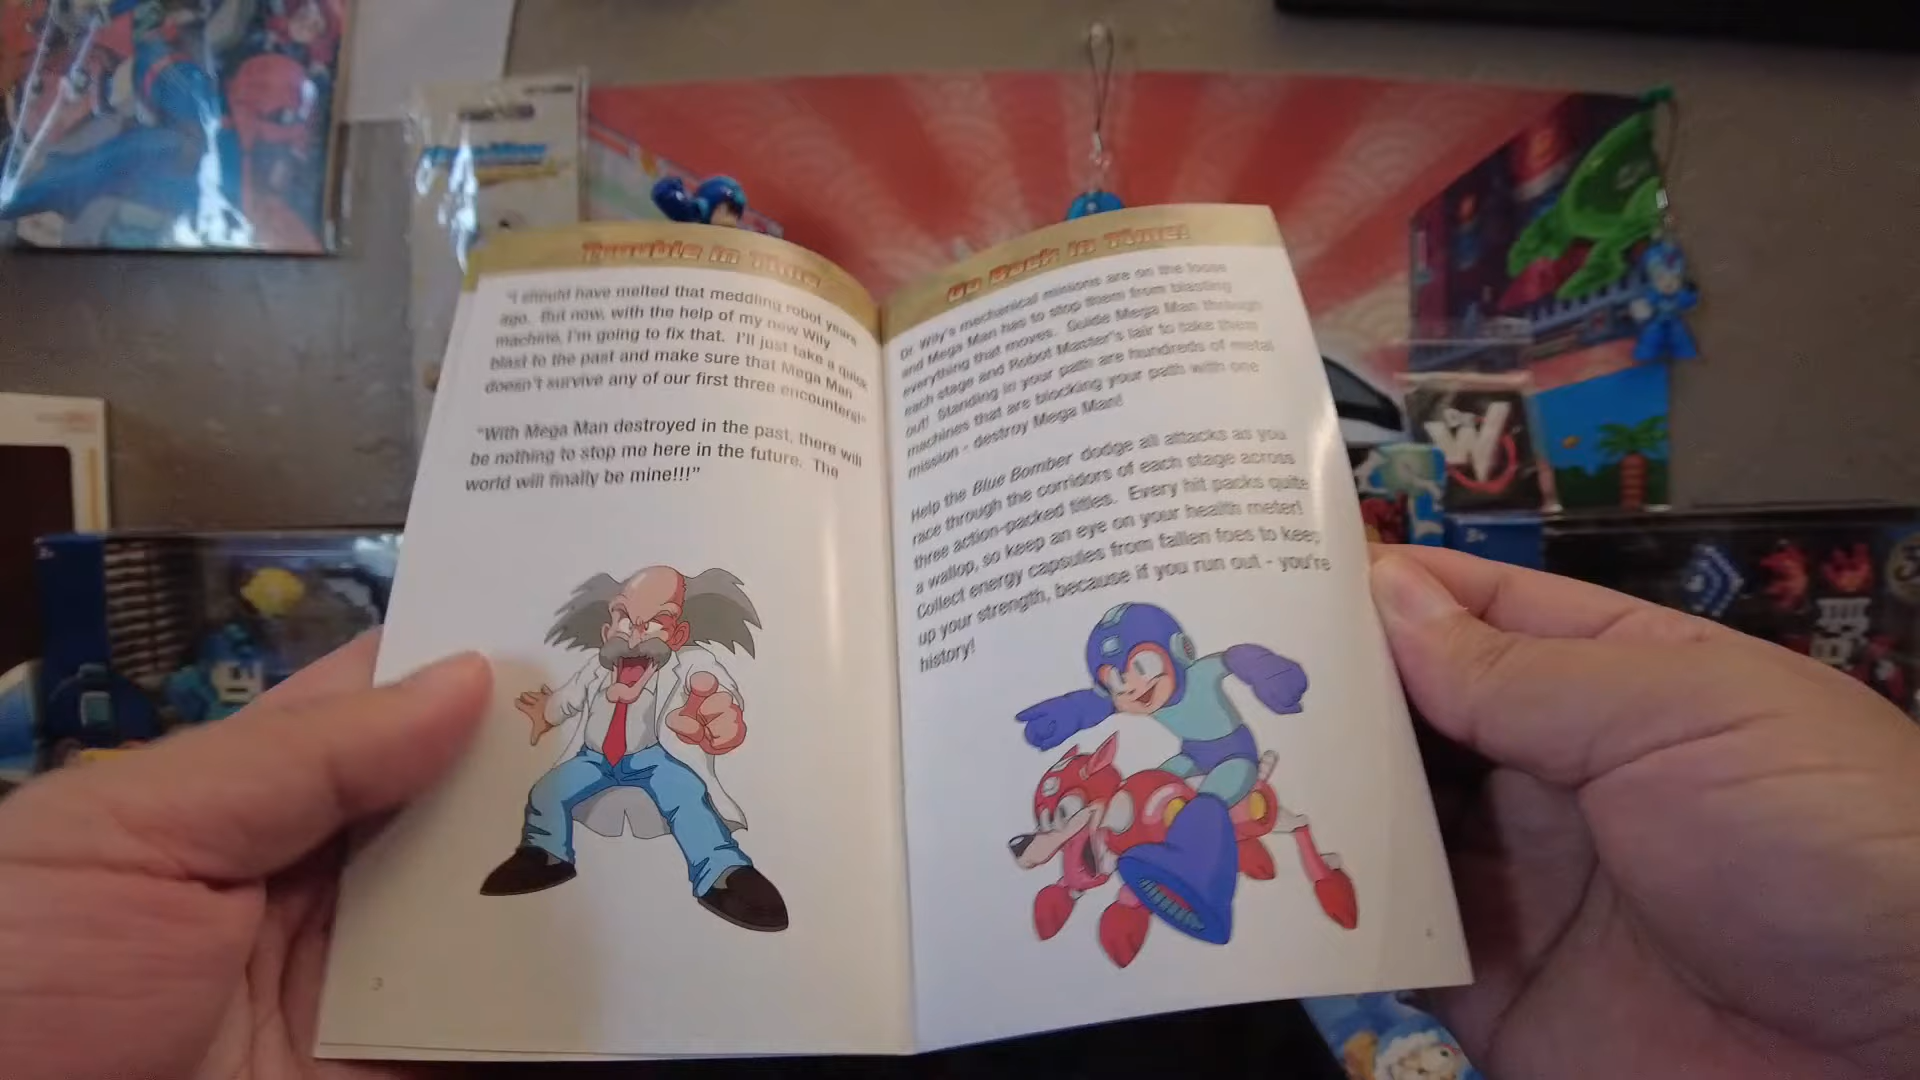 Trouble in Time
"I should have melted that meddling robot years
ago. But now, with the help of my new Wily
machine, I'm going to fix that. I'll just take a quick
blast to the past and make sure that Mega Man
doesn't survive any of our first three encounters!"
"With Mega Man destroyed in the past, there will
be nothing to stop me here in the future. The
world will finally be mine!!!"
3
Go Back in Time!
Dr. Wily's mechanical minions are on the loose
and Mega Man has to stop them from blasting
everything that moves. Guide Mega Man through
each stage and Robot Master's lair to take them
out! Standing in your path are hundreds of metal
machines that are blocking your path with one
mission - destroy Mega Man!
Help the Blue Bomber dodge all attacks as you
race through the corridors of each stage across
three action-packed titles. Every hit packs quite
a wallop, so keep an eye on your health meter!
Collect energy capsules from fallen foes to keep
up your strength, because if you run out - you're
history!
4
W
3+
3+